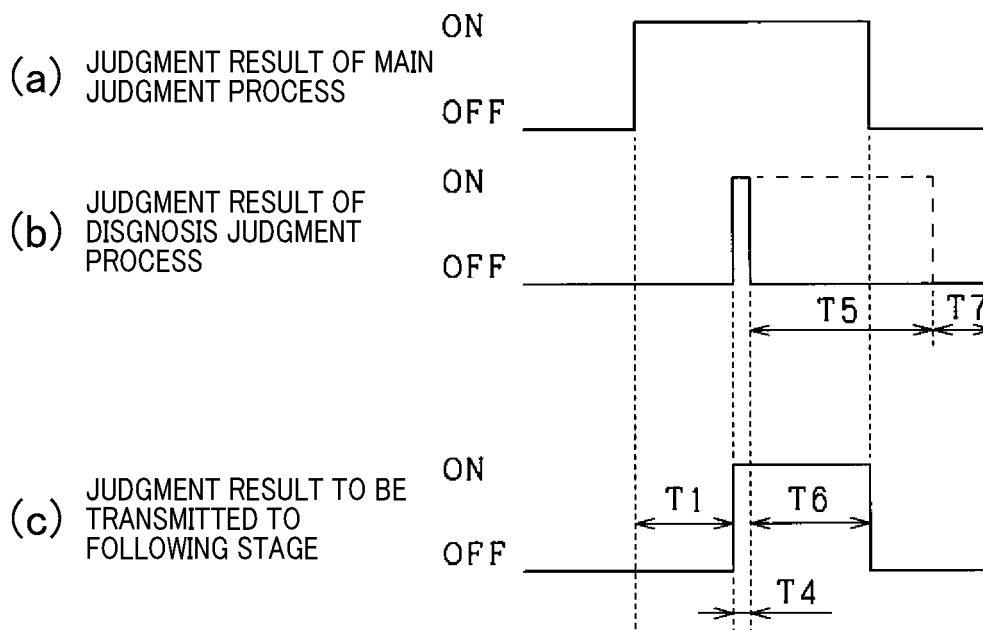 ON
(a) JUDGMENT RESULT OF MAIN
JUDGMENT PROCESS
OFF
ON
(b) JUDGMENT RESULT OF
DISGNOSIS JUDGMENT
PROCESS
OFF
T5 T7
ON
(c) JUDGMENT RESULT TO BE
TRANSMITTED TO
FOLLOWING STAGE
T1 T6
OFF
T4